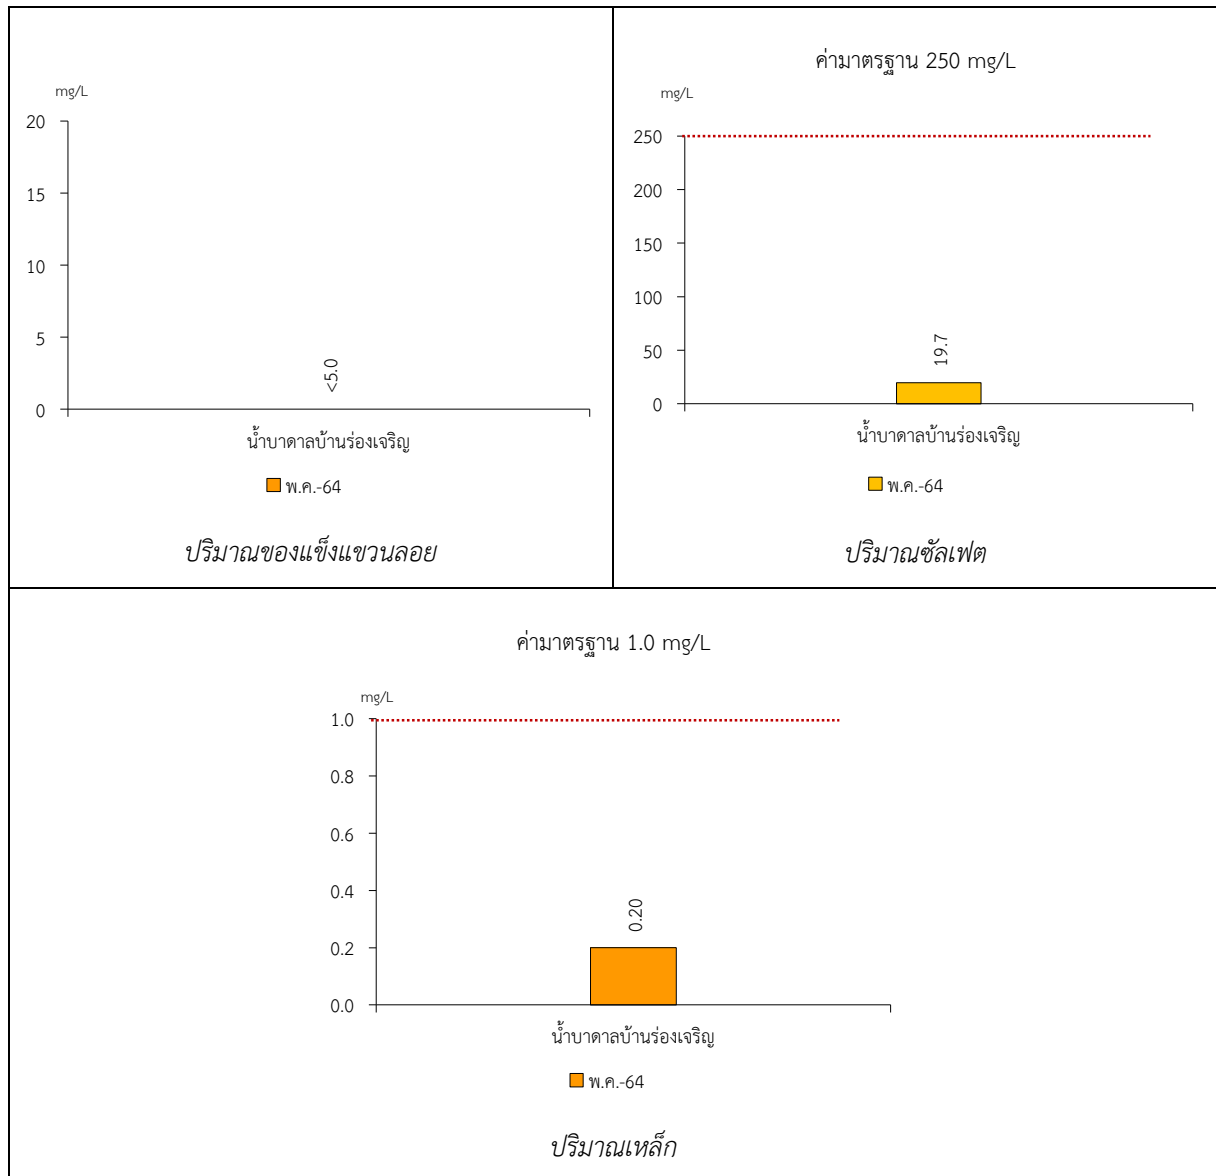 mg/L
20
15
10
5
0
<5.0
น้ำบาดาลบ้านร่องเจริญ
พ.ค.-64
ปริมาณของแข็งแขวนลอย
ค่ามาตรฐาน 250 mg/L
mg/L
250
200
150
100
50
0
19.7
น้ำบาดาลบ้านร่องเจริญ
พ.ค.-64
ปริมาณซัลเฟต
ค่ามาตรฐาน 1.0 mg/L
mg/L
1.0
0.8
0.6
0.4
0.2
0.0
0.20
น้ำบาดาลบ้านร่องเจริญ
พ.ค.-64
ปริมาณเหล็ก